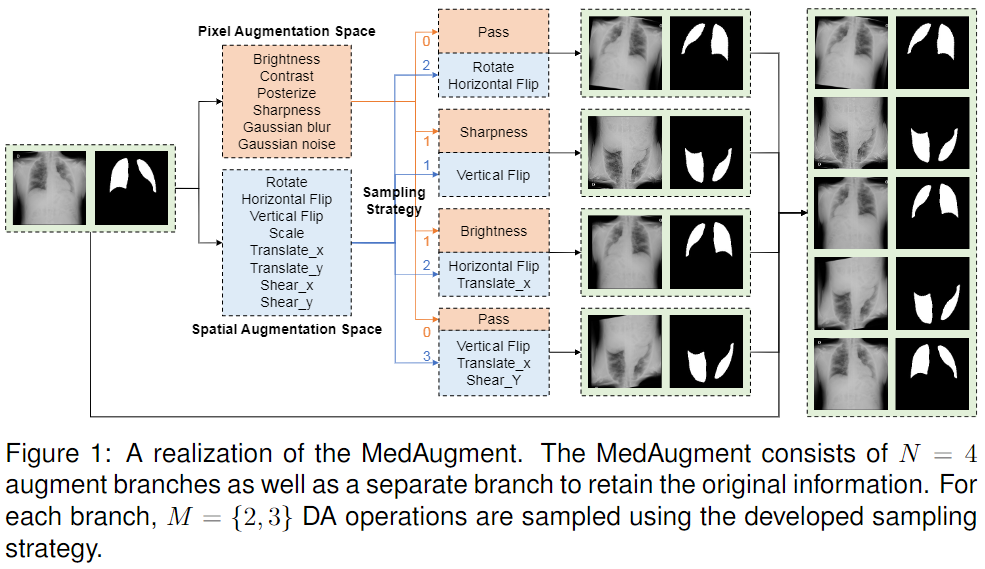 Pixel Augmentation Space
Brightness
Contrast
Posterize
Sharpness
Gaussian blur
Gaussian noise
Rotate
Horizontal Flip
Vertical Flip
Scale
Translate_x
Translate_y
Shear_x
Shear_y
Spatial Augmentation Space
Sampling
Strategy
0
Pass
2
Rotate
Horizontal Flip
1
Sharpness
1
Vertical Flip
1
Brightness
2
Horizontal Flip
Translate_x
0
Pass
3
Vertical Flip
Translate_x
Shear_Y
Figure 1: A realization of the MedAugment. The MedAugment consists of N = 4
augment branches as well as a separate branch to retain the original information. For
each branch, M = {2, 3} DA operations are sampled using the developed sampling
strategy.